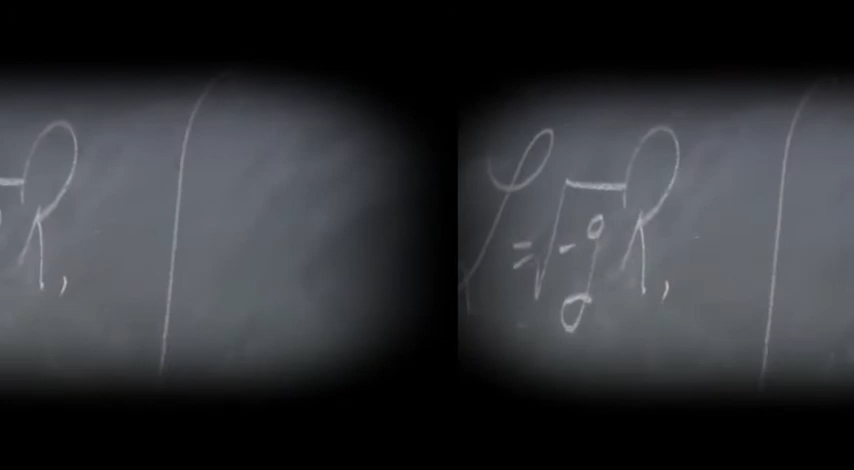 R,
ℒ = √-g R,